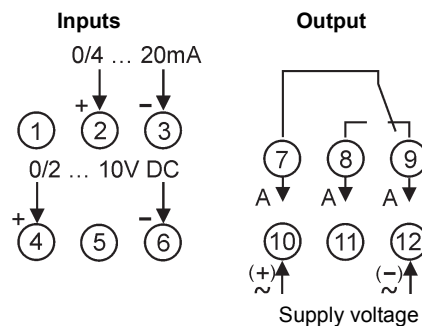 Inputs
Output
0/4 ... 20mA
+ −
1 2 3
0/2 ... 10V DC
+ −
4 5 6
7 8 9
A A A
10 11 12
(+) (−)
~ ~
Supply voltage